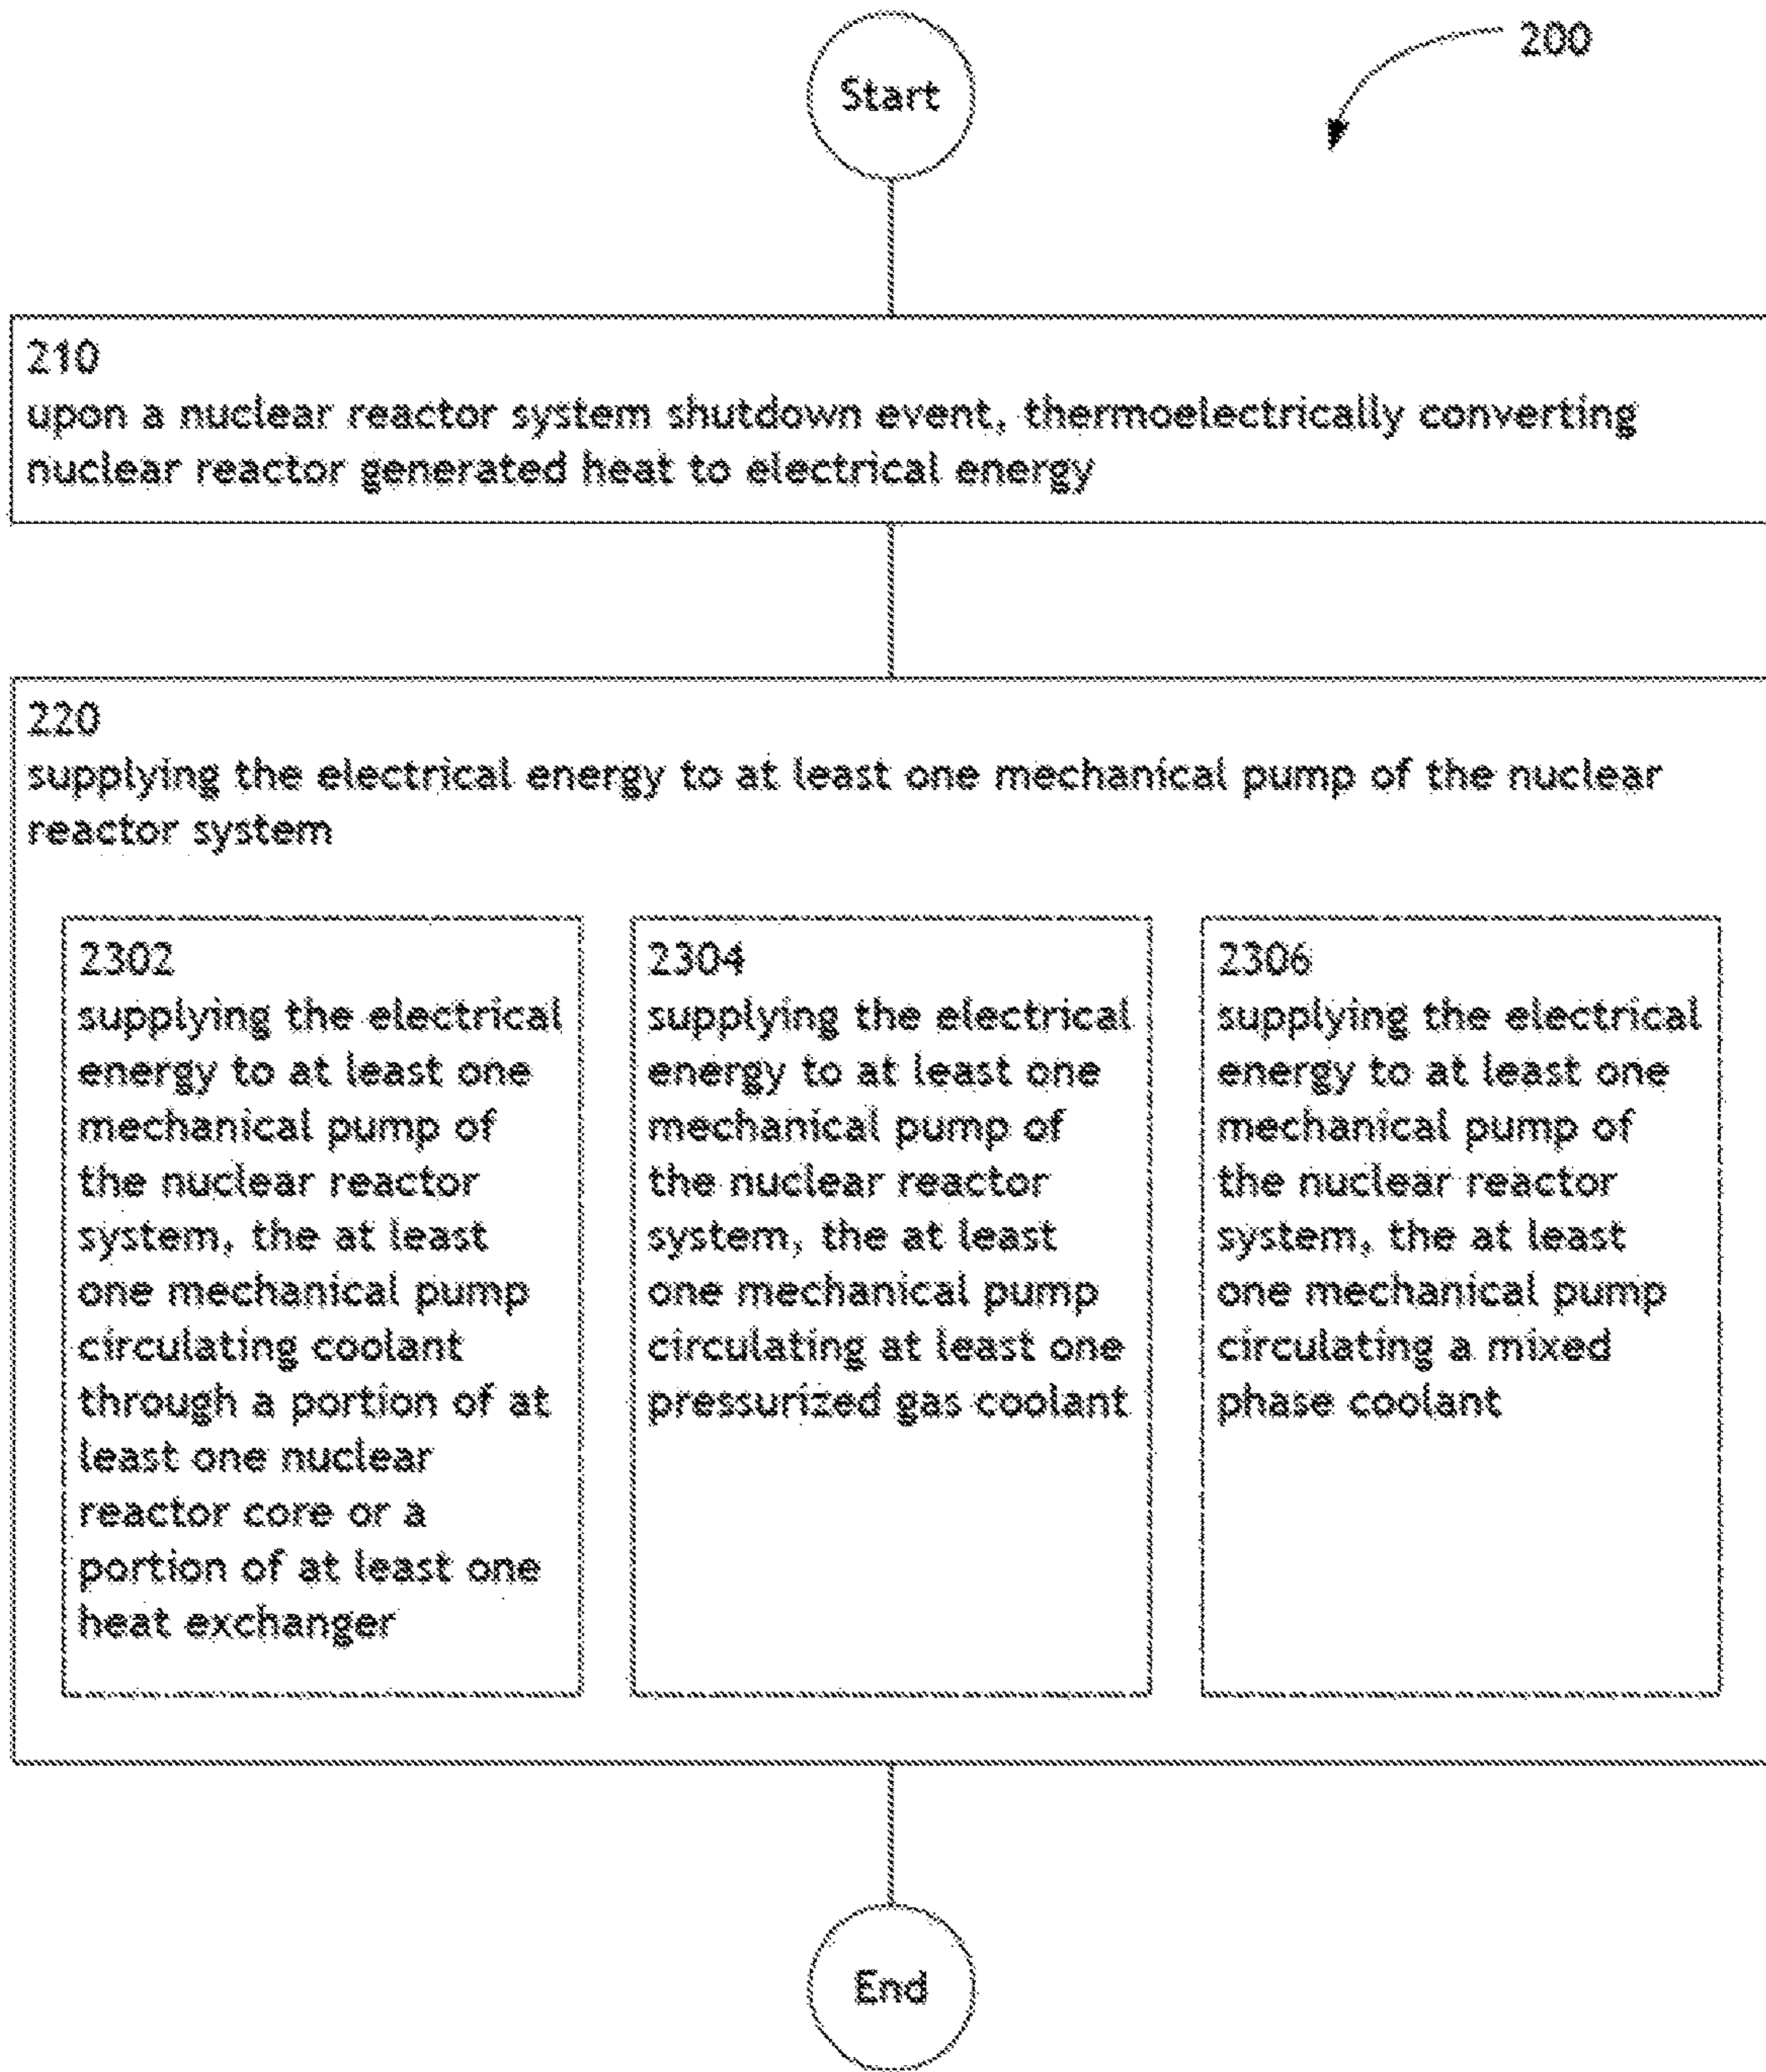 200
Start
210
upon a nuclear reactor system shutdown event, thermoelectrically converting
nuclear reactor generated heat to electrical energy
220
supplying the electrical energy to at least one mechanical pump of the nuclear
reactor system
2302
supplying the electrical
energy to at least one
mechanical pump of
the nuclear reactor
system, the at least
one mechanical pump
circulating coolant
through a portion of at
least one nuclear
reactor core or a
portion of at least one
heat exchanger
2304
supplying the electrical
energy to at least one
mechanical pump of
the nuclear reactor
system, the at least
one mechanical pump
circulating at least one
pressurized gas coolant
2306
supplying the electrical
energy to at least one
mechanical pump of
the nuclear reactor
system, the at least
one mechanical pump
circulating a mixed
phase coolant
End